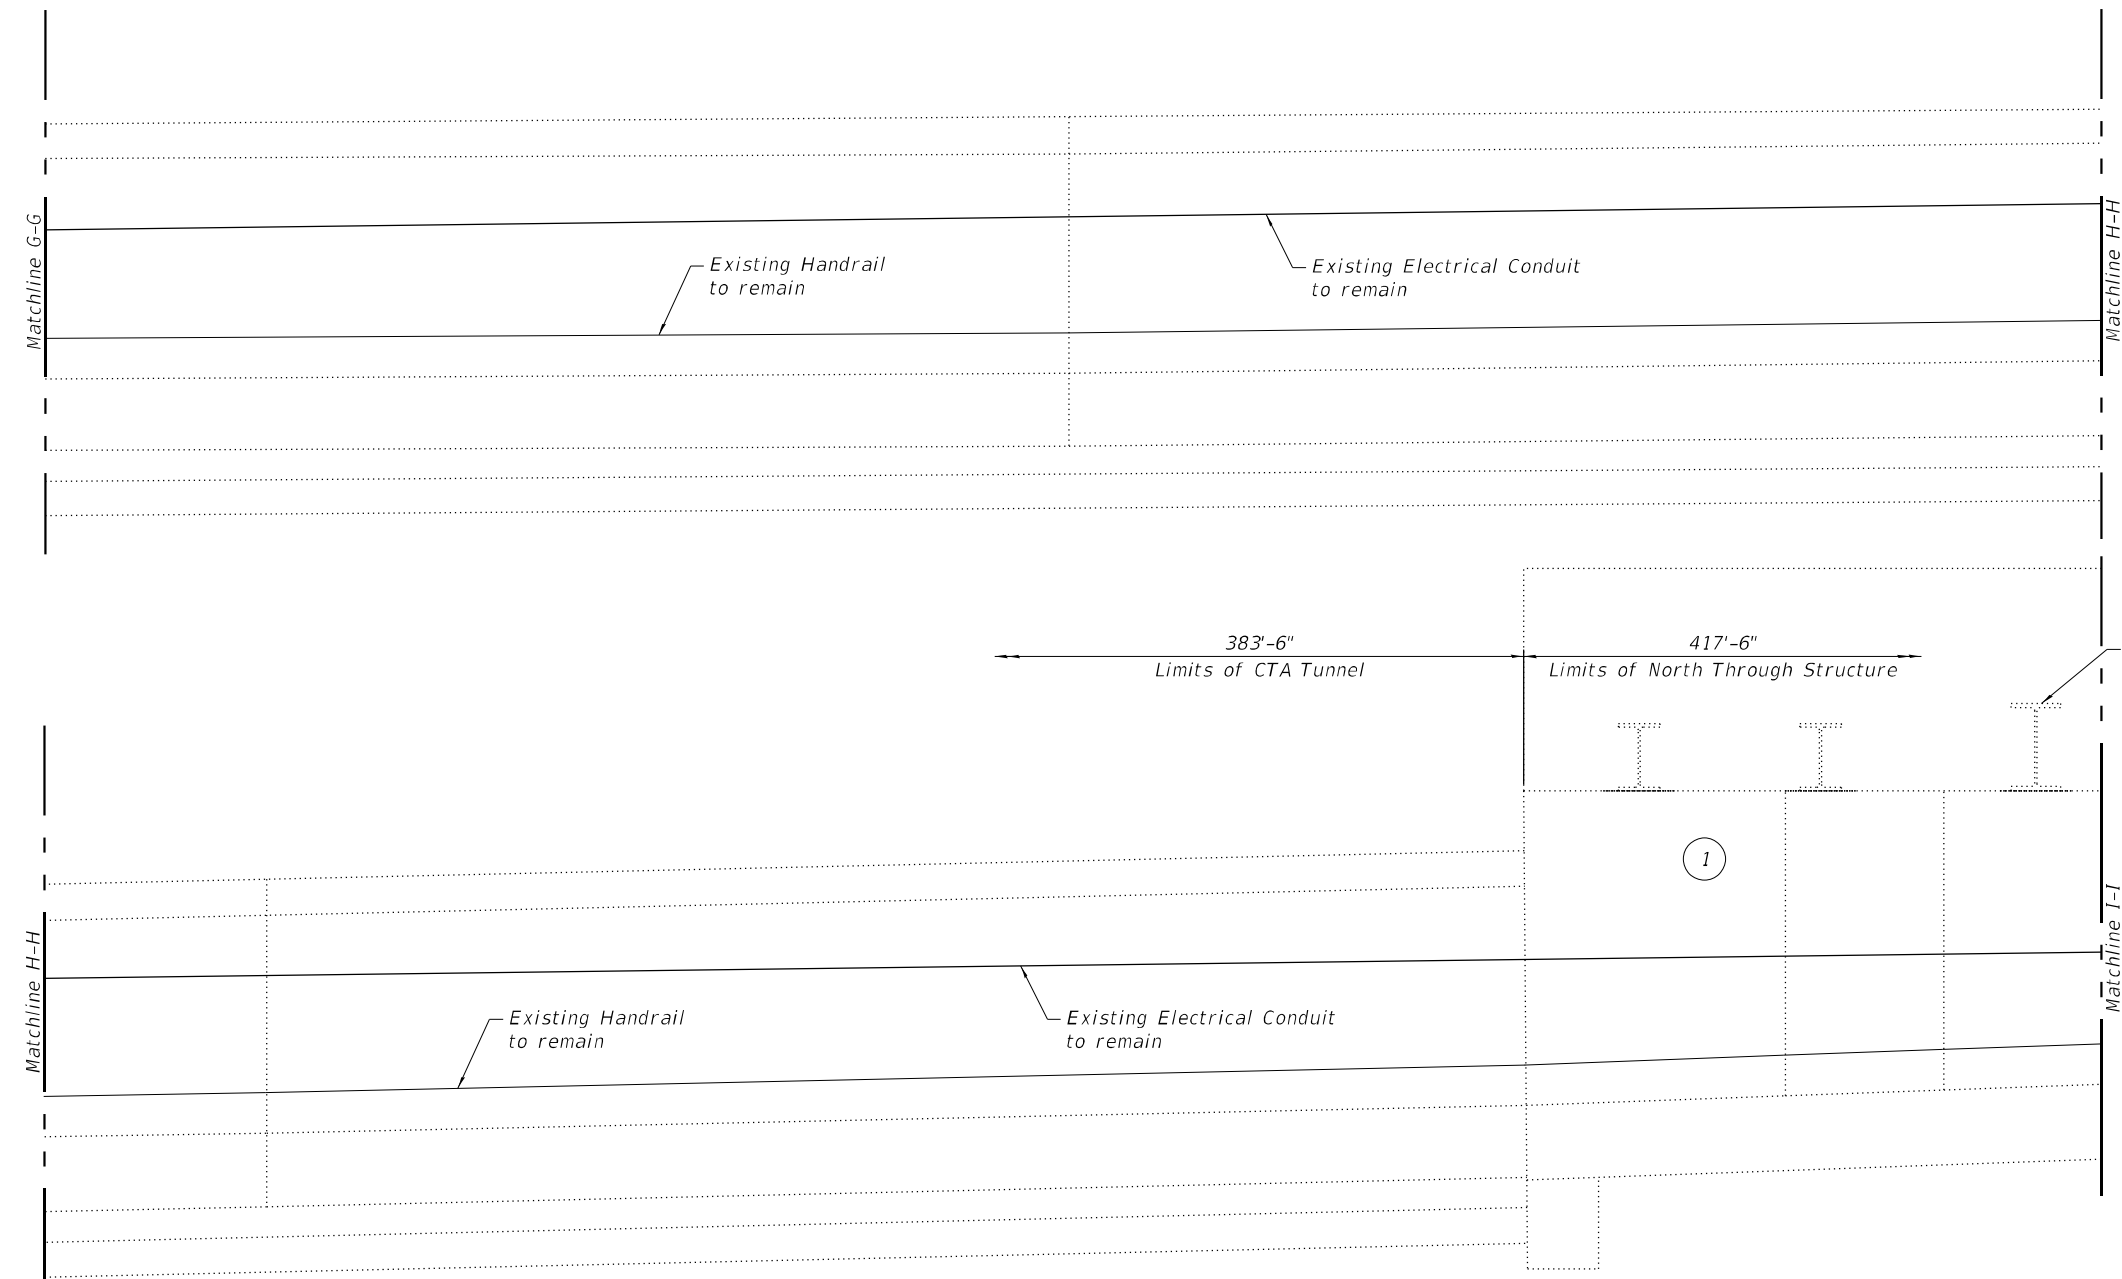 Matchline G-G
Existing Handrail
to remain
Existing Electrical Conduit
to remain
Matchline H-H
383'-6"
Limits of CTA Tunnel
417'-6"
Limits of North Through Structure
1
Matchline H-H
Existing Handrail
to remain
Existing Electrical Conduit
to remain
Matchline I-I